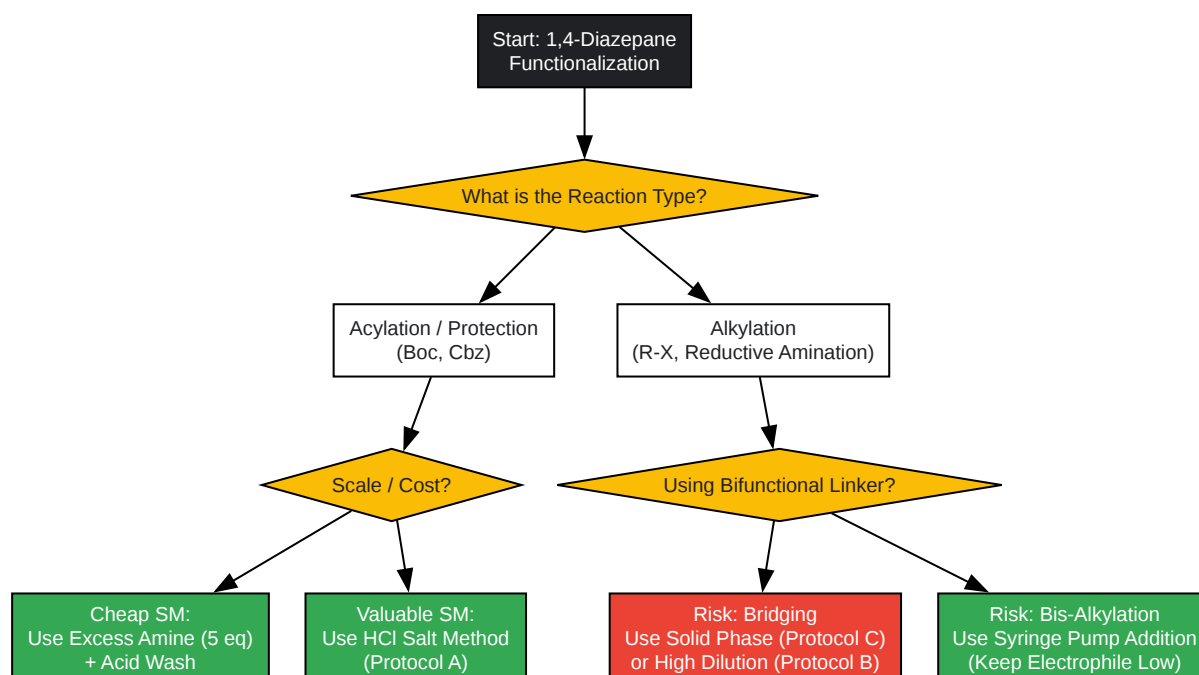 Start: 1,4-Diazepane
Functionalization
What is the Reaction Type?
Acylation / Protection
(Boc, Cbz)
Alkylation
(R-X, Reductive Amination)
Scale / Cost?
Using Bifunctional Linker?
Cheap SM:
Use Excess Amine (5 eq)
+ Acid Wash
Valuable SM:
Use HCl Salt Method
(Protocol A)
Risk: Bridging
Use Solid Phase (Protocol C)
or High Dilution (Protocol B)
Risk: Bis-Alkylation
Use Syringe Pump Addition
(Keep Electrophile Low)